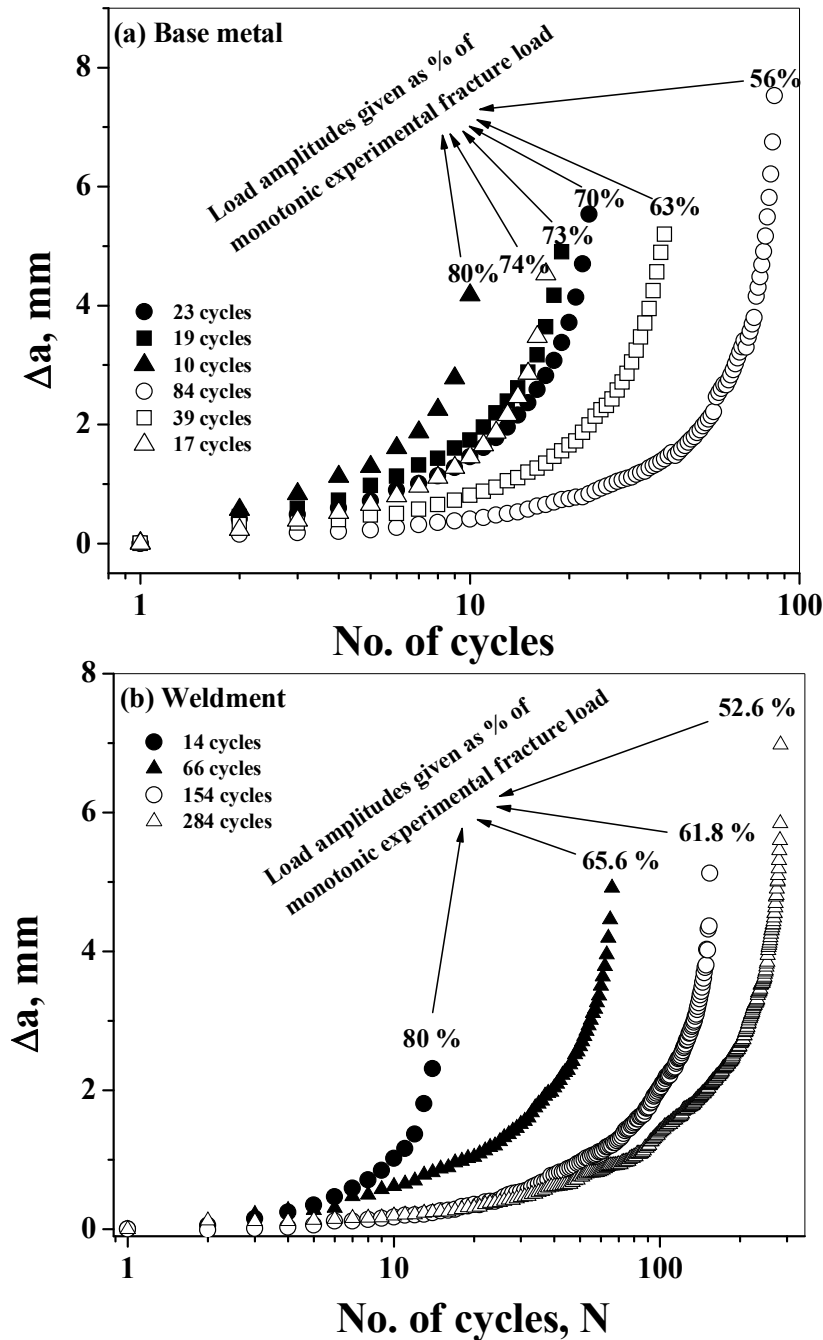 (a) Base metal
Load amplitudes given as % of
monotonic experimental fracture load
56%
70%
63%
73%
74%
80%
23 cycles
19 cycles
10 cycles
84 cycles
39 cycles
17 cycles
8
6
4
2
0
Δa, mm
1
10
100
No. of cycles
(b) Weldment
Load amplitudes given as % of
monotonic experimental fracture load
52.6 %
61.8 %
65.6 %
80 %
14 cycles
66 cycles
154 cycles
284 cycles
8
6
4
2
0
Δa, mm
1
10
100
No. of cycles, N